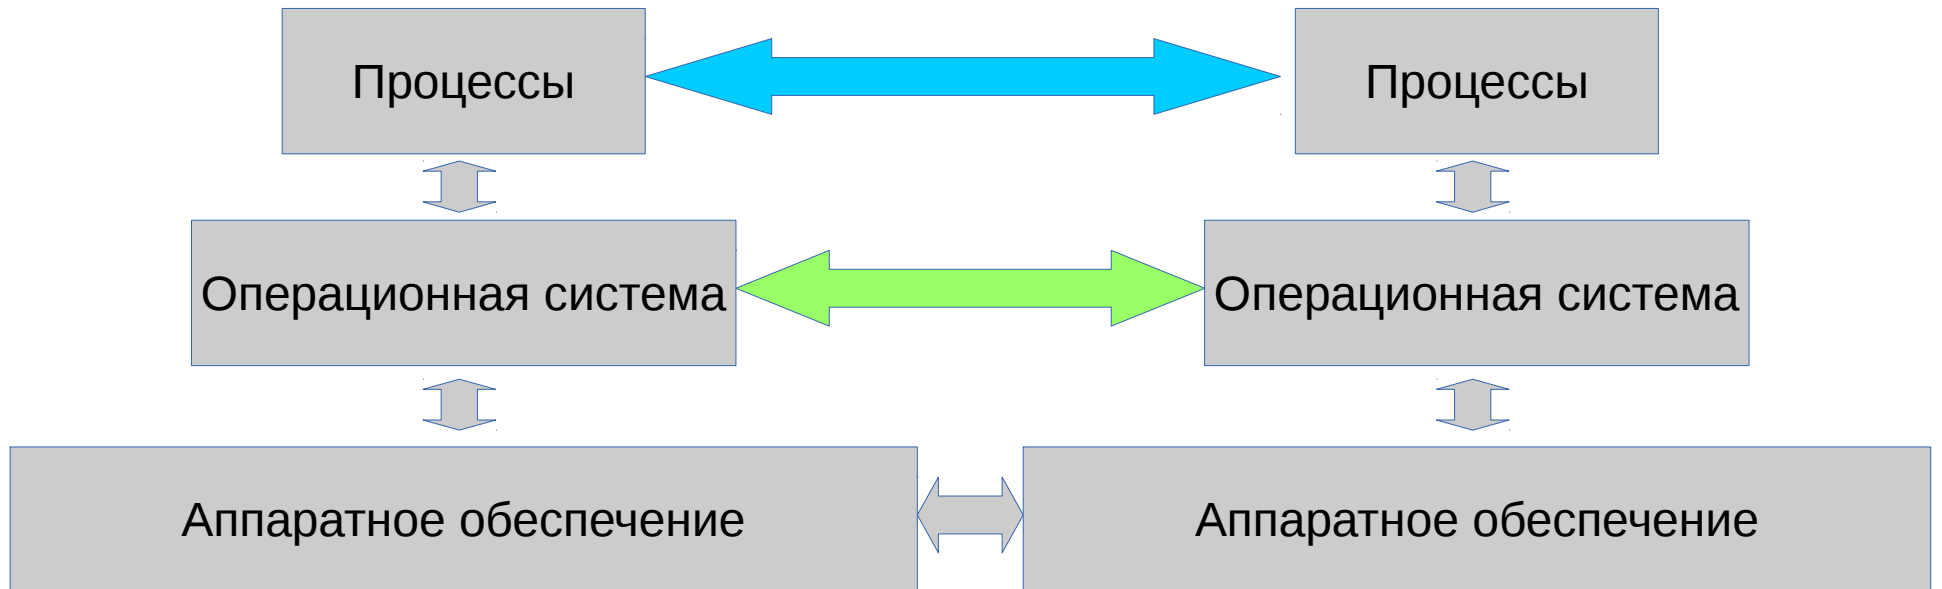 Процессы
Процессы
Операционная система
Операционная система
Аппаратное обеспечение
Аппаратное обеспечение